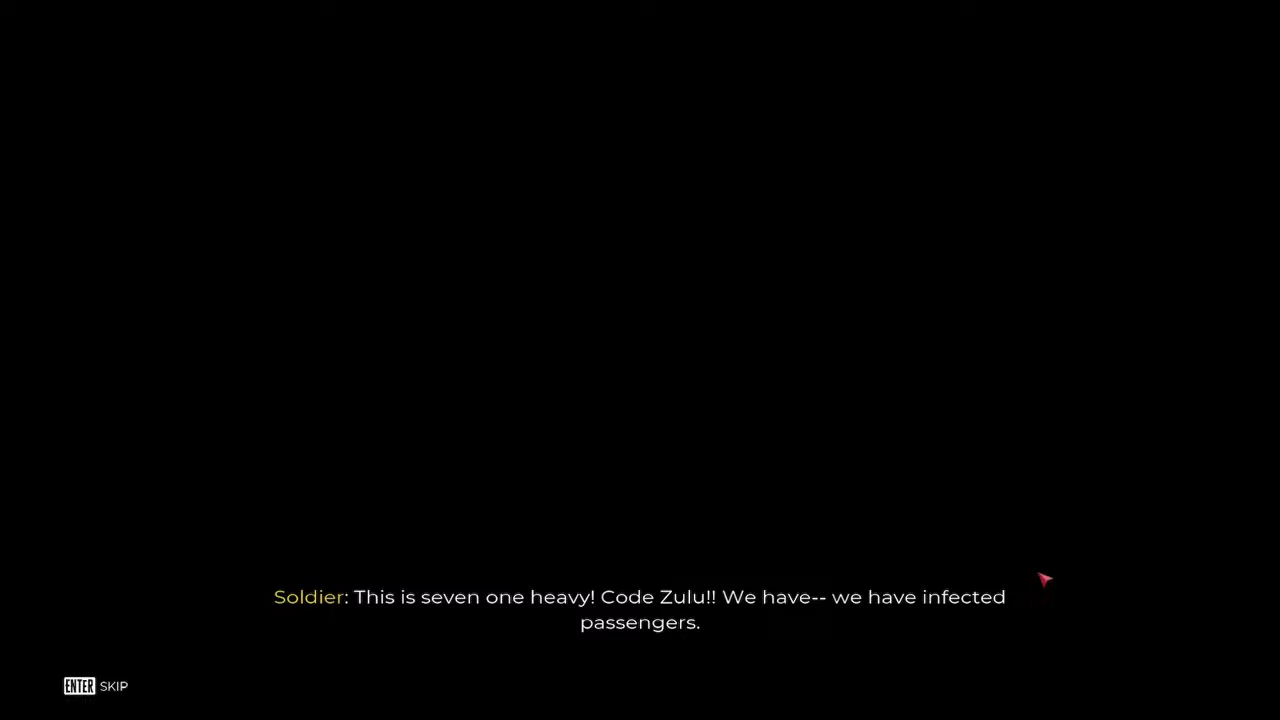 Soldier: This is seven one heavy! Code Zulu!! We have-- we have infected
passengers.
ENTER SKIP